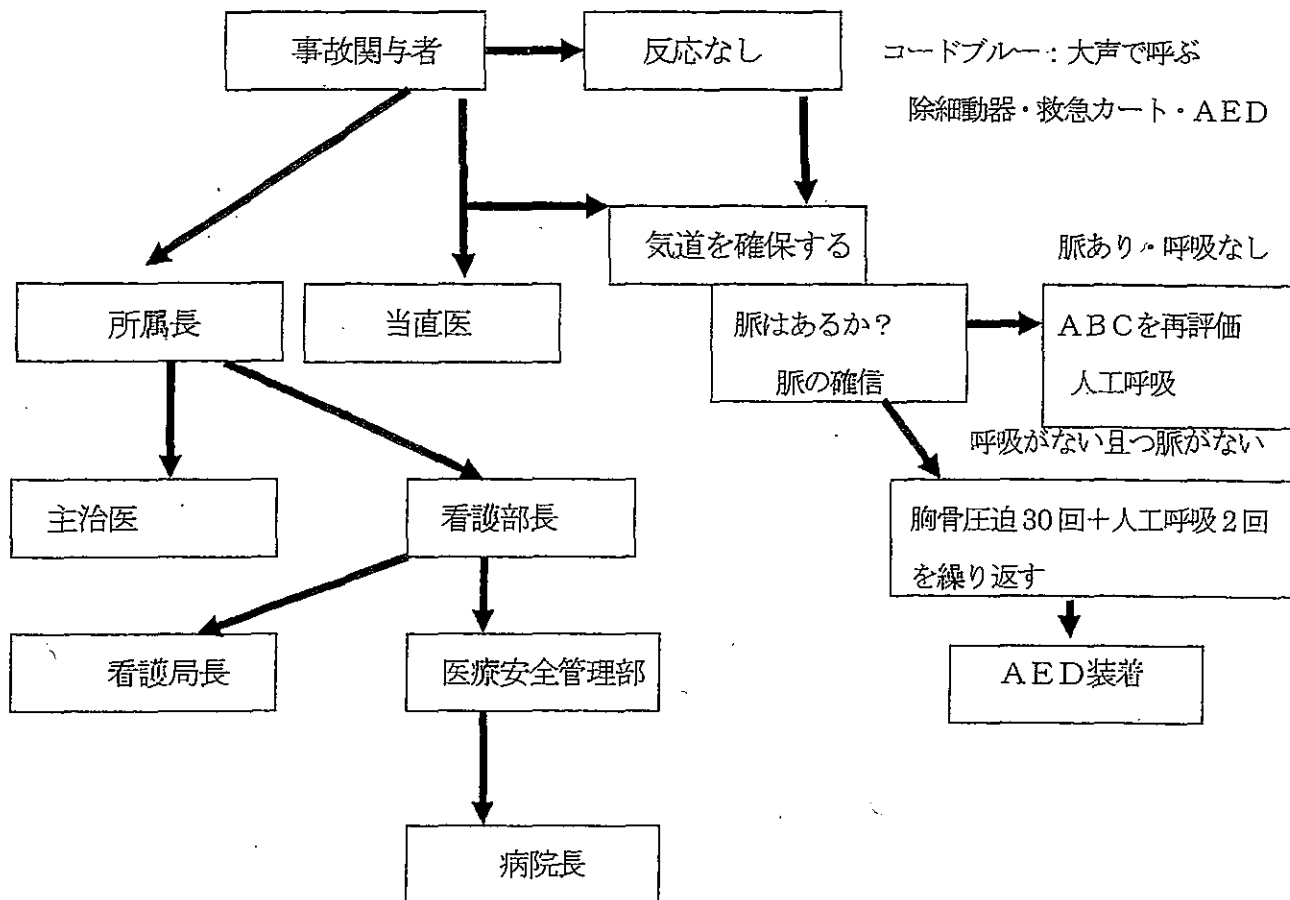 事故関与者
反応なし
コードブルー：大声で呼ぶ
除細動器・救急カート・ＡＥＤ
気道を確保する
脈あり・呼吸なし
所属長
当直医
脈はあるか？
脈の確信
ＡＢＣを再評価
人工呼吸
呼吸がない且つ脈がない
主治医
看護部長
胸骨圧迫30回＋人工呼吸２回
を繰り返す
看護局長
医療安全管理部
ＡＥＤ装着
病院長